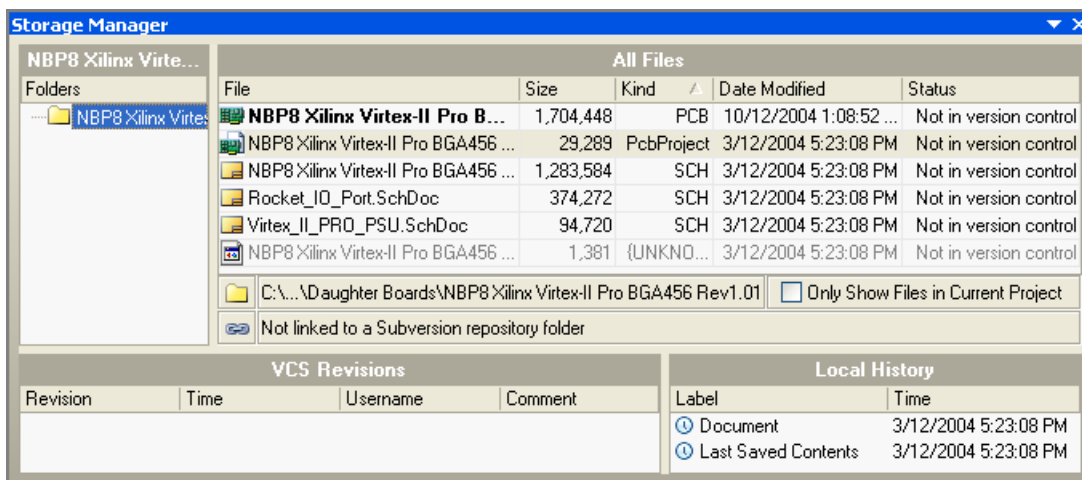 Storage Manager
NBP8 Xilinx Virte...
Folders
NBP8 Xilinx Virte
All Files
File Size Kind Date Modified Status
NBP8 Xilinx Virtex-II Pro B... 1,704,448 PCB 10/12/2004 1:08:52 ... Not in version control
NBP8 Xilinx Virtex-II Pro BGA456 ... 29,289 PcbProject 3/12/2004 5:23:08 PM Not in version control
NBP8 Xilinx Virtex-II Pro BGA456 ... 1,283,584 SCH 3/12/2004 5:23:08 PM Not in version control
Rocket_IO_Port.SchDoc 374,272 SCH 3/12/2004 5:23:08 PM Not in version control
Virtex_II_PRO_PSU.SchDoc 94,720 SCH 3/12/2004 5:23:08 PM Not in version control
NBP8 Xilinx Virtex-II Pro BGA456 ... 1,381 {UNKNO... 3/12/2004 5:23:08 PM Not in version control
C:\...\Daughter Boards\NBP8 Xilinx Virtex-II Pro BGA456 Rev1.01 Only Show Files in Current Project
Not linked to a Subversion repository folder
VCS Revisions
Revision Time Username Comment
Local History
Label Time
Document 3/12/2004 5:23:08 PM
Last Saved Contents 3/12/2004 5:23:08 PM